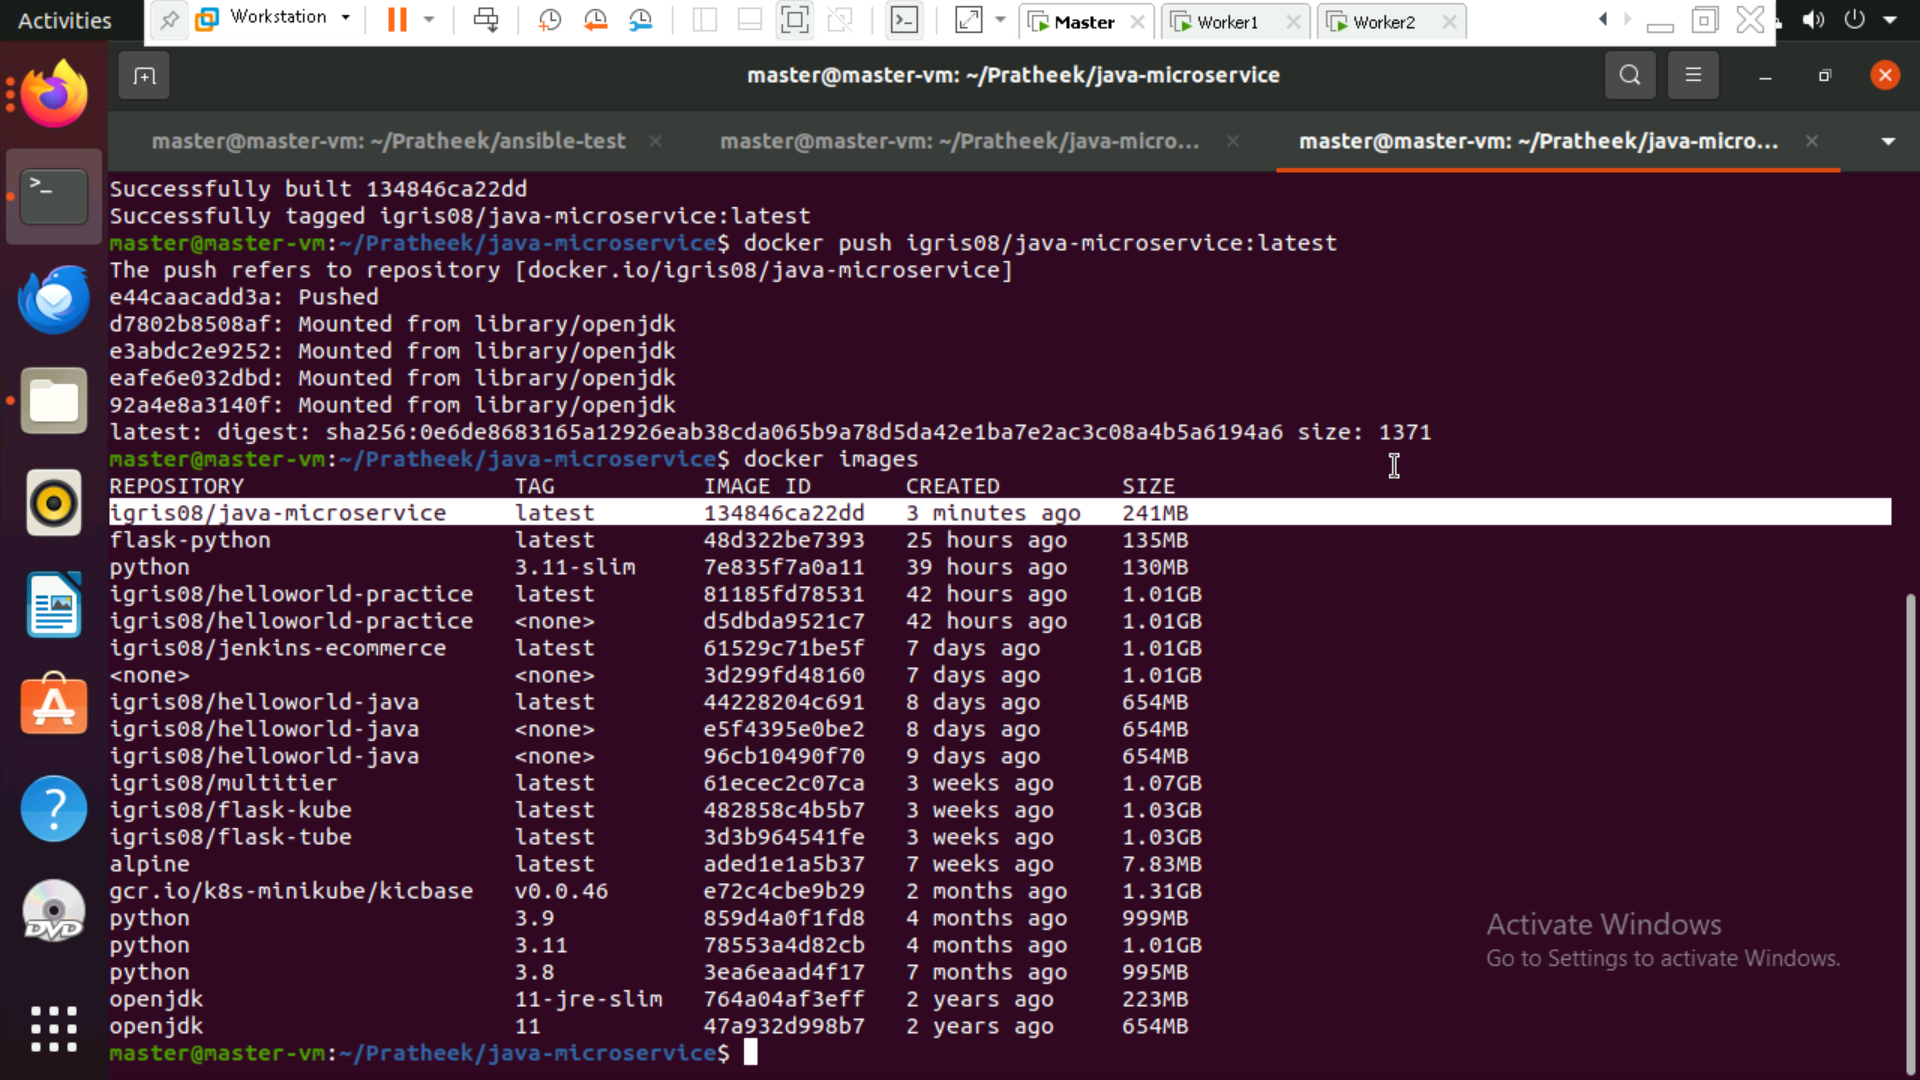 Activities
Workstation
Master
Worker1
Worker2
master@master-vm: ~/Pratheek/java-microservice
master@master-vm: ~/Pratheek/ansible-test
master@master-vm: ~/Pratheek/java-micro...
master@master-vm: ~/Pratheek/java-micro...
Successfully built 134846ca22dd
Successfully tagged igris08/java-microservice:latest
master@master-vm:~/Pratheek/java-microservice$ docker push igris08/java-microservice:latest
The push refers to repository [docker.io/igris08/java-microservice]
e44caacadd3a: Pushed
d7802b8508af: Mounted from library/openjdk
e3abdc2e9252: Mounted from library/openjdk
eafe6e032dbd: Mounted from library/openjdk
92a4e8a3140f: Mounted from library/openjdk
latest: digest: sha256:0e6de8683165a12926eab38cda065b9a78d5da42e1ba7e2ac3c08a4b5a6194a6 size: 1371
master@master-vm:~/Pratheek/java-microservice$ docker images
REPOSITORY TAG IMAGE ID CREATED SIZE
igris08/java-microservice latest 134846ca22dd 3 minutes ago 241MB
flask-python latest 48d322be7393 25 hours ago 135MB
python 3.11-slim 7e835f7a0a11 39 hours ago 130MB
igris08/helloworld-practice latest 81185fd78531 42 hours ago 1.01GB
igris08/helloworld-practice <none> d5dbda9521c7 42 hours ago 1.01GB
igris08/jenkins-ecommerce latest 61529c71be5f 7 days ago 1.01GB
<none> <none> 3d299fd48160 7 days ago 1.01GB
igris08/helloworld-java latest 44228204c691 8 days ago 654MB
igris08/helloworld-java <none> e5f4395e0be2 8 days ago 654MB
igris08/helloworld-java <none> 96cb10490f70 9 days ago 654MB
igris08/multitier latest 61ecec2c07ca 3 weeks ago 1.07GB
igris08/flask-kube latest 482858c4b5b7 3 weeks ago 1.03GB
igris08/flask-tube latest 3d3b964541fe 3 weeks ago 1.03GB
alpine latest aded1e1a5b37 7 weeks ago 7.83MB
gcr.io/k8s-minikube/kicbase v0.0.46 e72c4cbe9b29 2 months ago 1.31GB
python 3.9 859d4a0f1fd8 4 months ago 999MB
python 3.11 78553a4d82cb 4 months ago 1.01GB
python 3.8 3ea6eaad4f17 7 months ago 995MB
openjdk 11-jre-slim 764a04af3eff 2 years ago 223MB
openjdk 11 47a932d998b7 2 years ago 654MB
master@master-vm:~/Pratheek/java-microservice$
Activate Windows
Go to Settings to activate Windows.
DVD